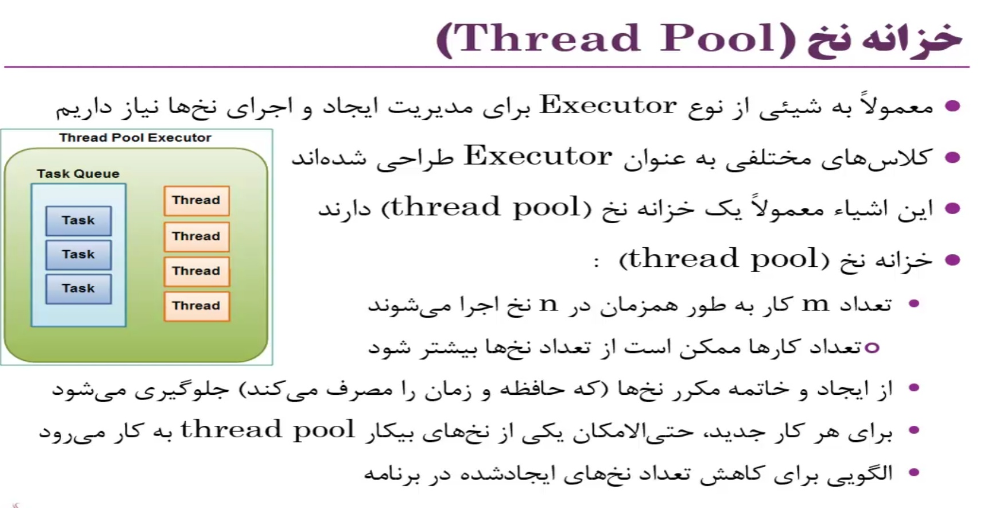 خزانه نخ (Thread Pool)
معمولاً به شیئی از نوع Executor برای مدیریت ایجاد و اجرای نخ‌ها نیاز داریم
کلاس‌های مختلفی به عنوان Executor طراحی شده‌اند
این اشیاء معمولاً یک خزانه نخ (thread pool) دارند
خزانه نخ (thread pool) :
تعداد m کار به طور همزمان در n نخ اجرا می‌شوند
تعداد کارها ممکن است از تعداد نخ‌ها بیشتر شود
از ایجاد و خاتمه مکرر نخ‌ها (که حافظه و زمان را مصرف می‌کند) جلوگیری می‌شود
برای هر کار جدید، حتی‌الامکان یکی از نخ‌های بیکار thread pool به کار می‌رود
الگویی برای کاهش تعداد نخ‌های ایجادشده در برنامه
Thread Pool Executor
Task Queue
Task
Task
Task
Thread
Thread
Thread
Thread